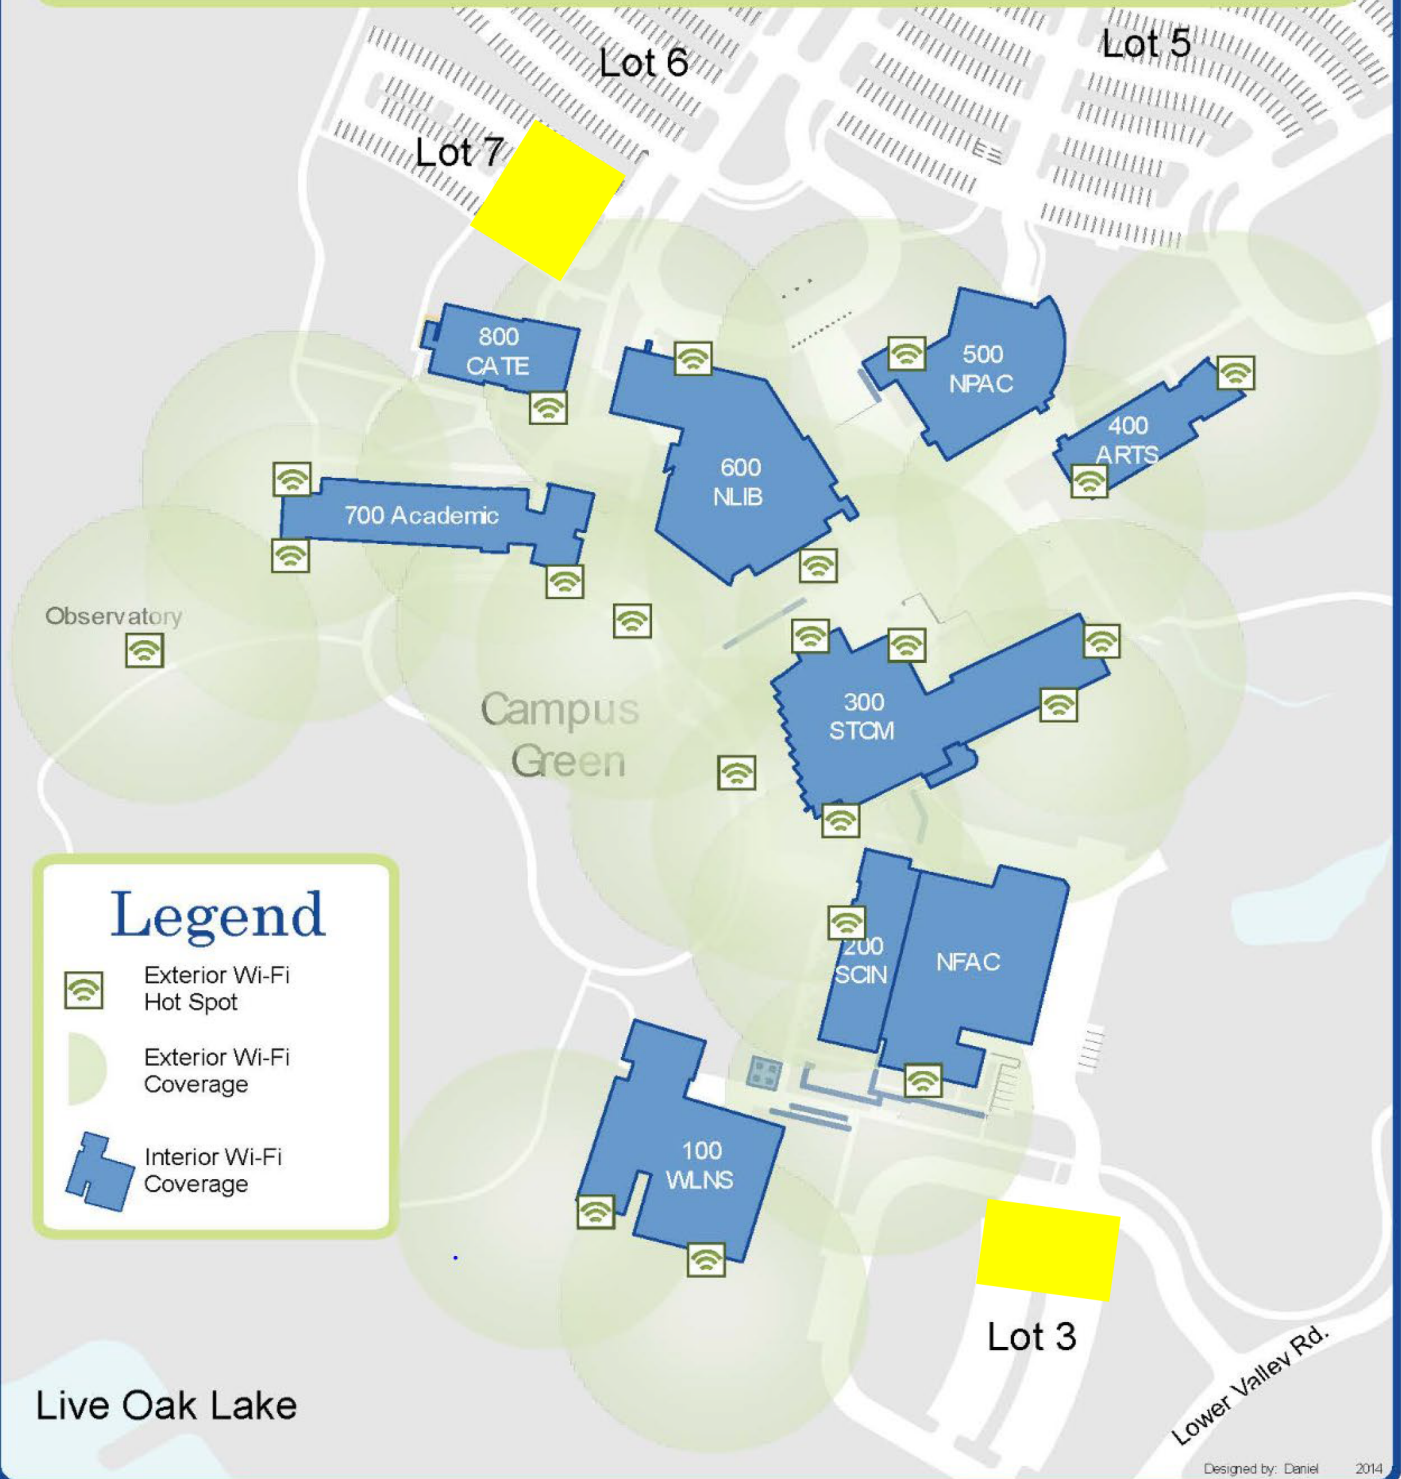 Lot 5
Lot 6
Lot 7
800
CATE
500
NPAC
400
ARTS
600
NLIB
700 Academic
Observatory
Campus
Green
300
STCM
200
SCIN
NFAC
100
WLNS
Legend
Exterior Wi-Fi
Hot Spot
Exterior Wi-Fi
Coverage
Interior Wi-Fi
Coverage
Lot 3
Lower Valley Rd.
Live Oak Lake
Designed by: Daniel 2014